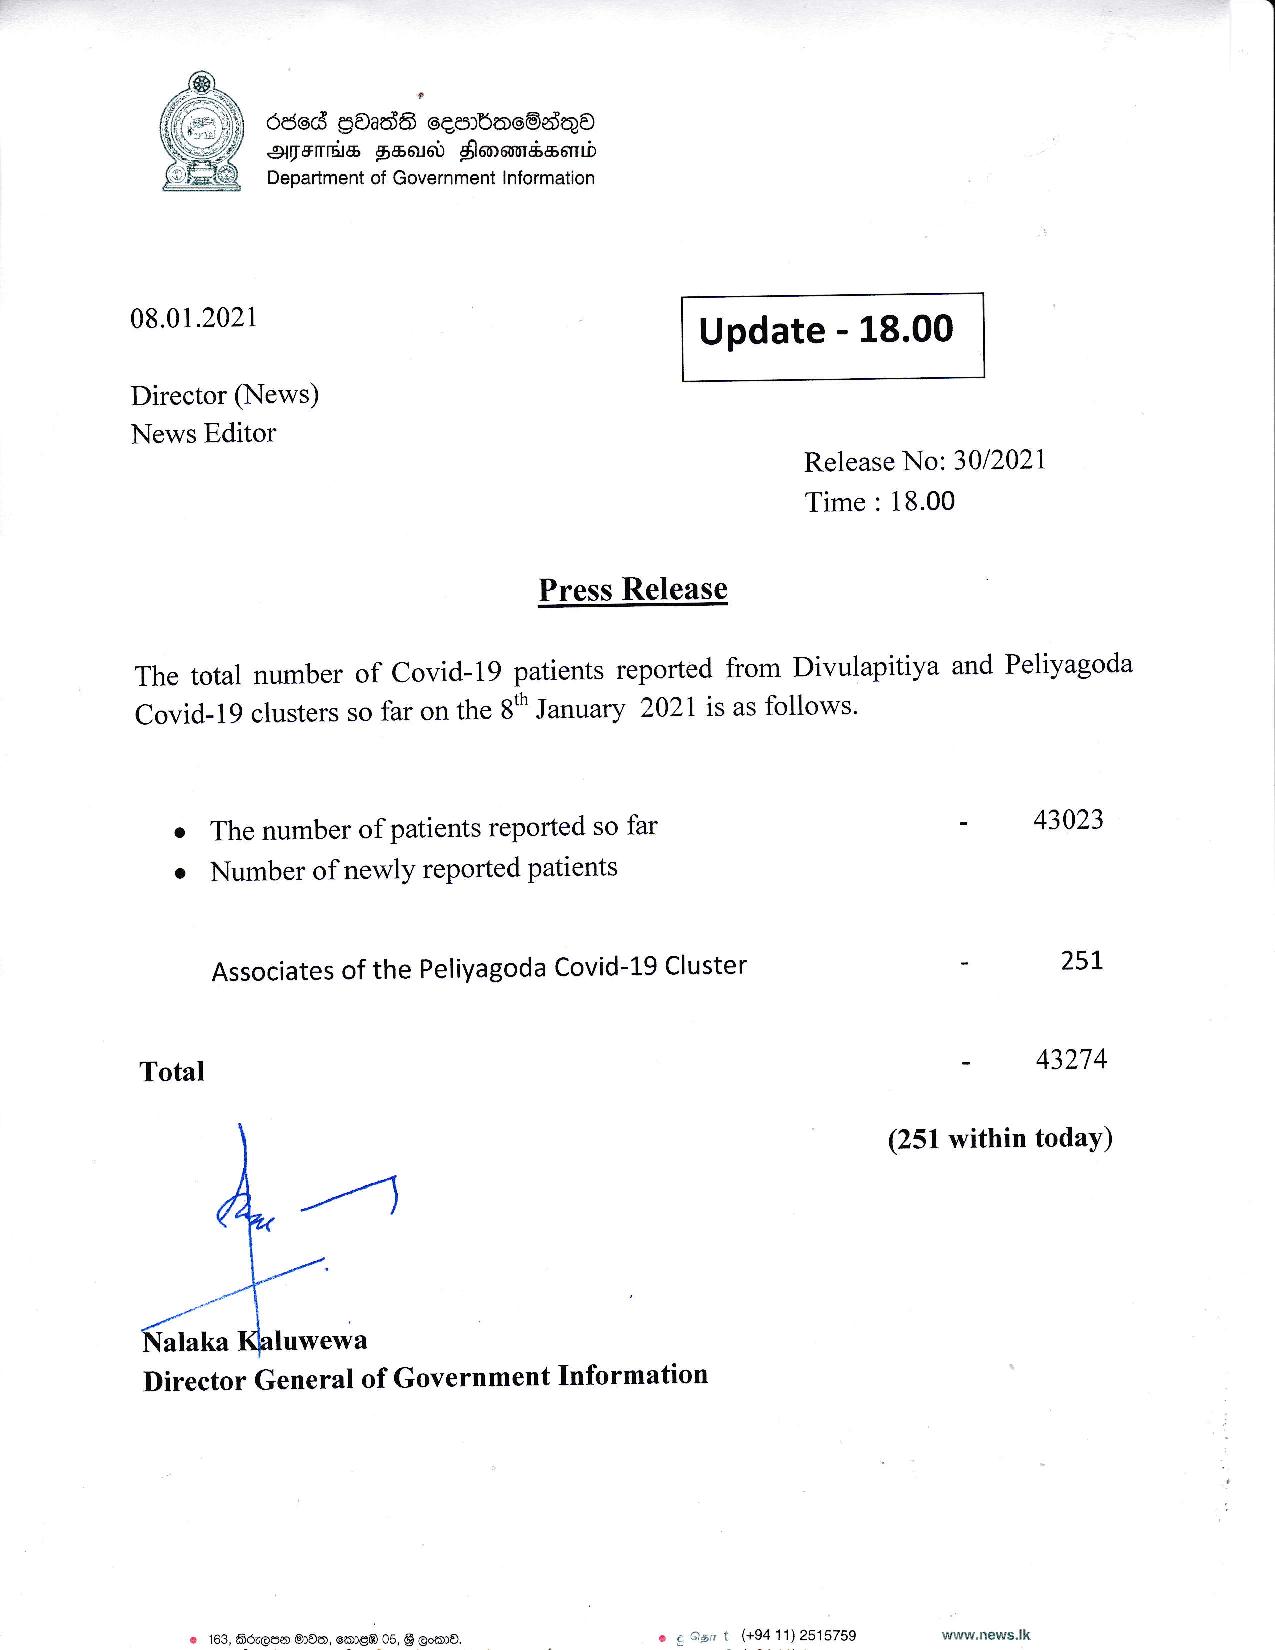 රජයේ ප්‍රවෘත්ති දෙපාර්තමේන්තුව
அரசாங்க தகவல் திணைக்களம்
Department of Government Information
08.01.2021
Update - 18.00
Director (News)
News Editor
Release No: 30/2021
Time : 18.00
Press Release
The total number of Covid-19 patients reported from Divulapitiya and Peliyagoda
Covid-19 clusters so far on the 8th January 2021 is as follows.
• The number of patients reported so far - 43023
• Number of newly reported patients
Associates of the Peliyagoda Covid-19 Cluster - 251
Total - 43274
(251 within today)
Nalaka Kaluwewa
Director General of Government Information
• 163, කිරුලපන මාවත, කොළඹ 05, ශ්‍රී ලංකාව. • (+94 11) 2515759 www.news.lk